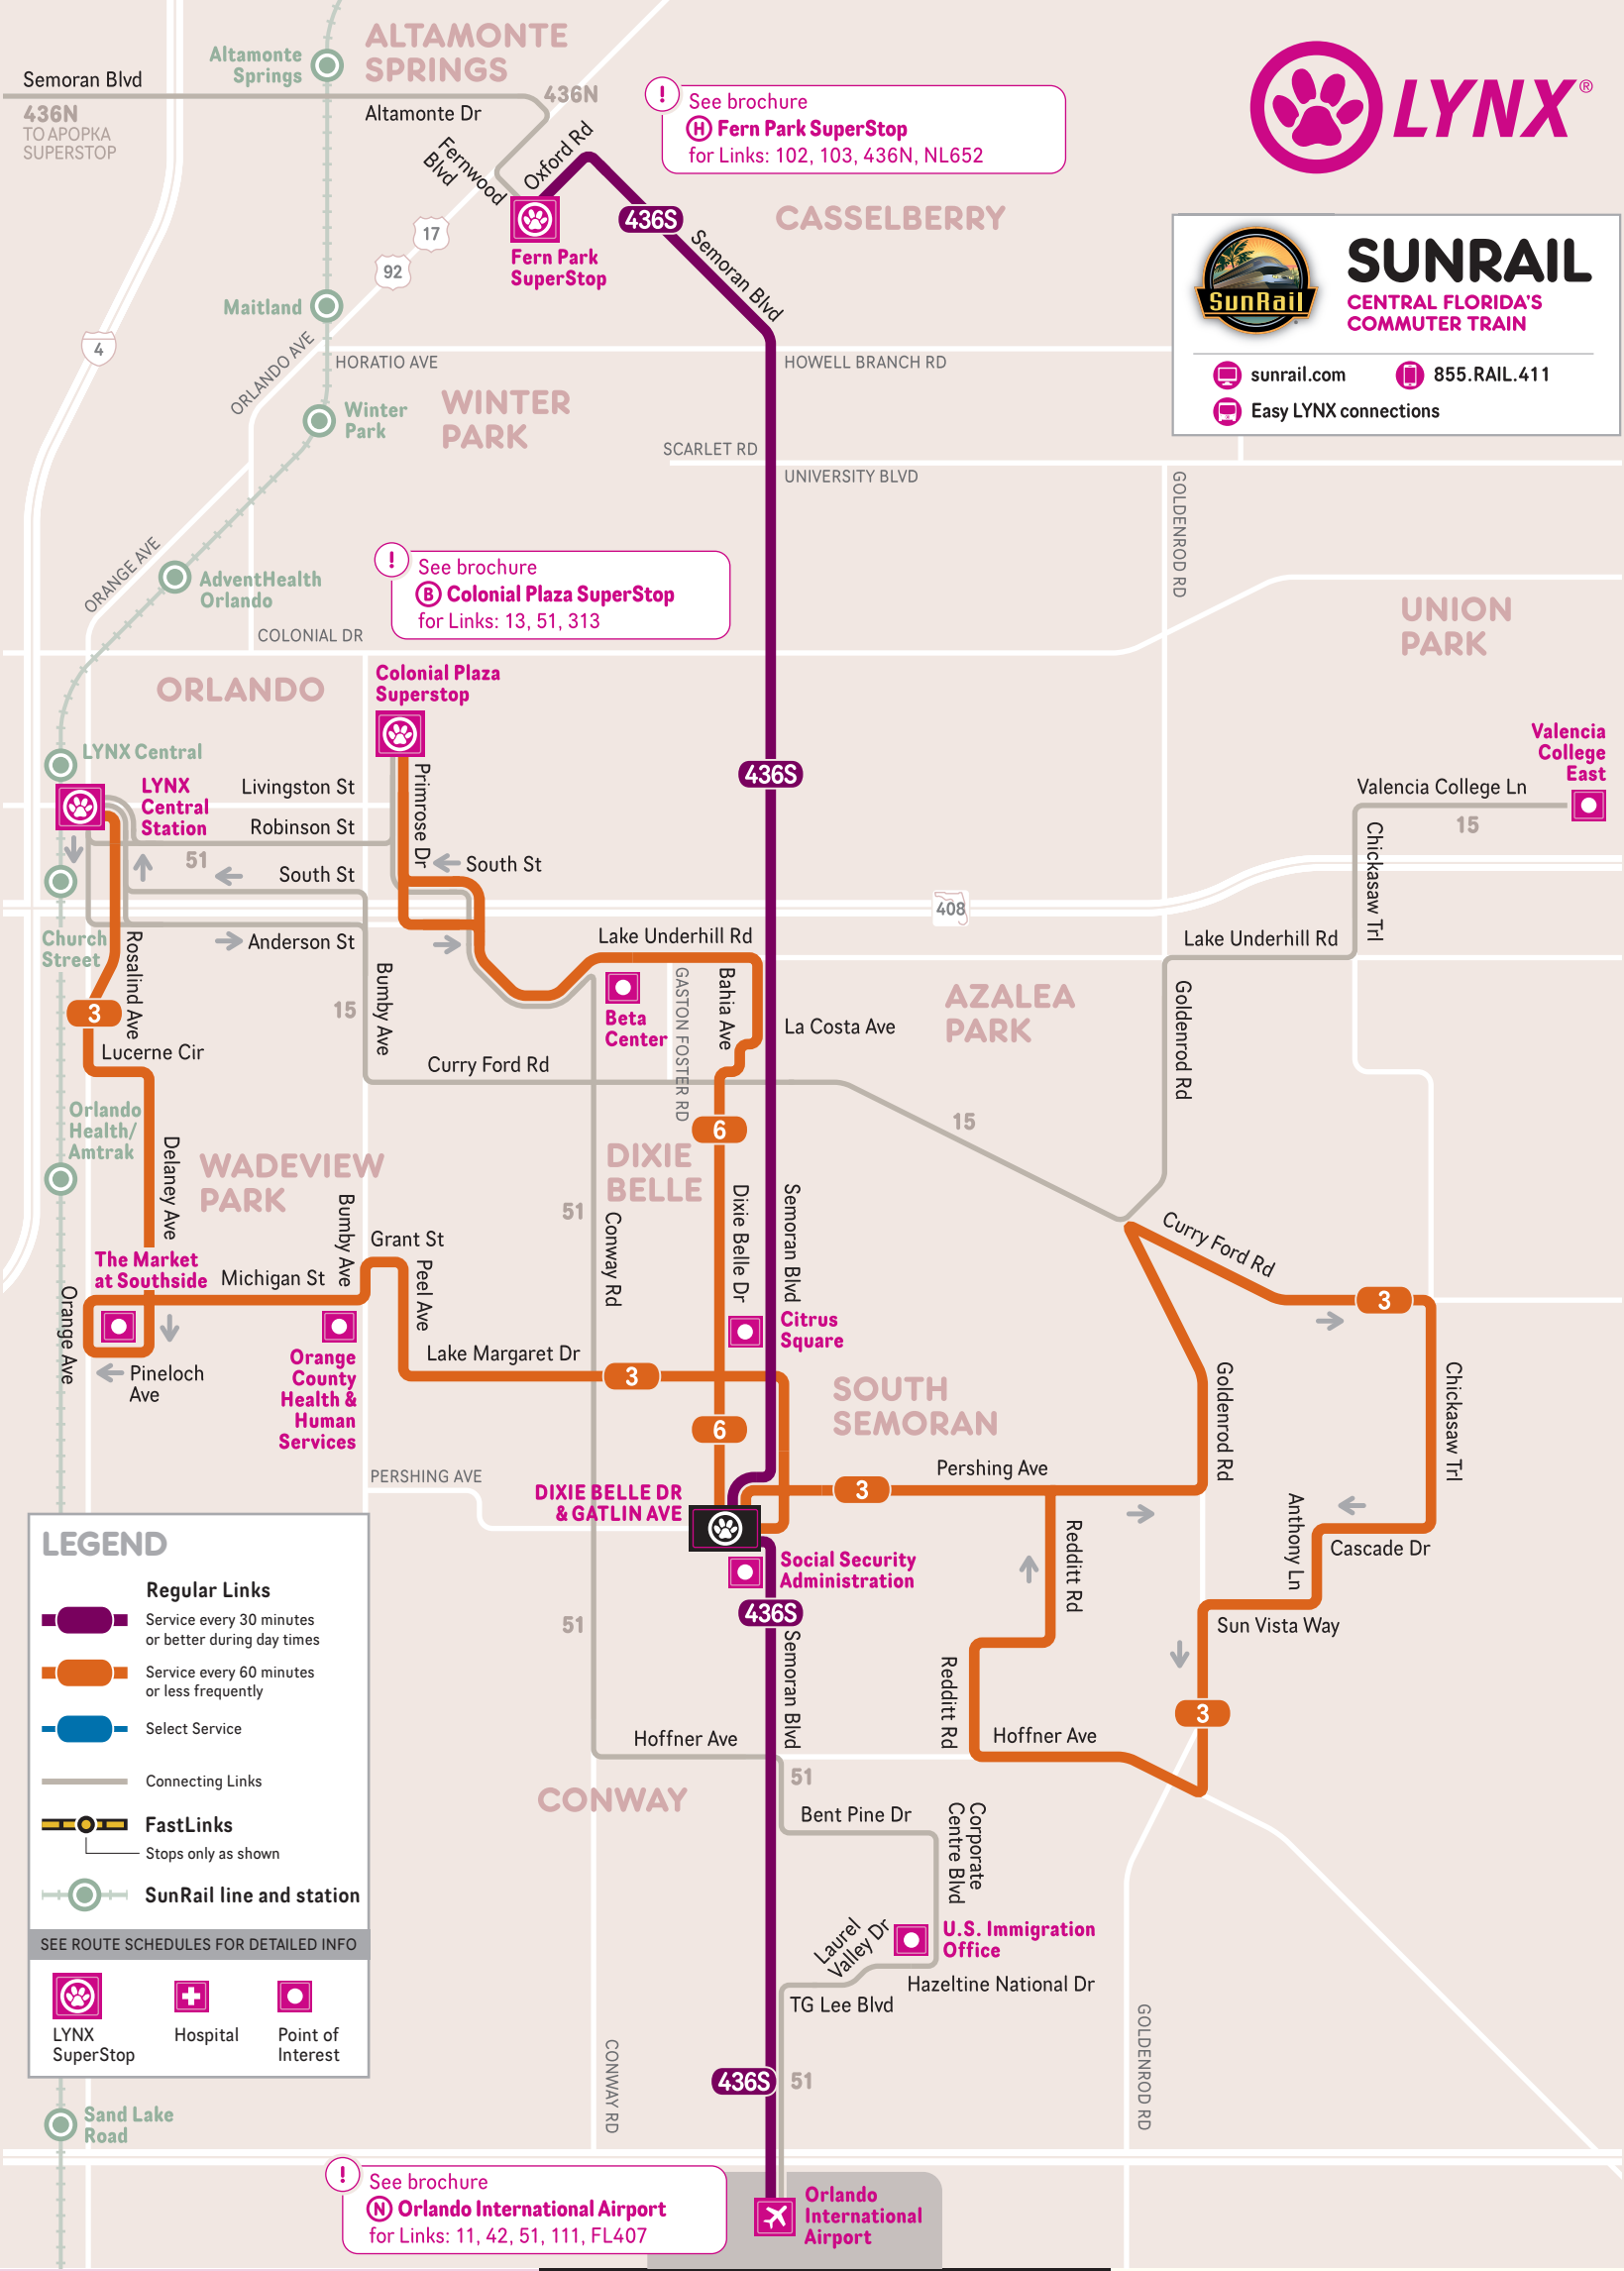 ALTAMONTE
SPRINGS
Altamonte
Springs
Semoran Blvd
436N
TO APOPKA
SUPERSTOP
Altamonte Dr
436N
Fernwood
Blvd
Oxford Rd
!
See brochure
H Fern Park SuperStop
for Links: 102, 103, 436N, NL652
LYNX®
CASSELBERRY
436S
17
92
Fern Park
SuperStop
Semoran Blvd
SunRail
SUNRAIL
CENTRAL FLORIDA'S
COMMUTER TRAIN
sunrail.com
855.RAIL.411
Easy LYNX connections
Maitland
4
ORLANDO AVE
HORATIO AVE
HOWELL BRANCH RD
Winter
Park
WINTER
PARK
SCARLET RD
UNIVERSITY BLVD
GOLDENROD RD
ORANGE AVE
AdventHealth
Orlando
!
See brochure
B Colonial Plaza SuperStop
for Links: 13, 51, 313
UNION
PARK
COLONIAL DR
ORLANDO
Colonial Plaza
Superstop
LYNX Central
LYNX
Central
Station
Livingston St
Robinson St
51
South St
Anderson St
Primrose Dr
South St
436S
Valencia
College
East
Valencia College Ln
15
Chickasaw Trl
408
Church
Street
Rosalind Ave
3
Lucerne Cir
15
Bumby Ave
Lake Underhill Rd
Beta
Center
GASTON FOSTER RD
Bahia Ave
La Costa Ave
AZALEA
PARK
Lake Underhill Rd
Goldenrod Rd
Curry Ford Rd
15
6
Orlando
Health/
Amtrak
Delaney Ave
WADEVIEW
PARK
DIXIE
BELLE
51
Conway Rd
Dixie Belle Dr
Semoran Blvd
Bumby Ave
Grant St
Peel Ave
The Market
at Southside
Michigan St
Orange Ave
Pineloch
Ave
Orange
County
Health &
Human
Services
Lake Margaret Dr
3
Citrus
Square
Curry Ford Rd
3
6
SOUTH
SEMORAN
Goldenrod Rd
Chickasaw Trl
PERSHING AVE
DIXIE BELLE DR
& GATLIN AVE
3
Pershing Ave
Redditt Rd
Anthony Ln
Cascade Dr
Sun Vista Way
Social Security
Administration
436S
51
Semoran Blvd
Redditt Rd
3
Hoffner Ave
Hoffner Ave
51
CONWAY
Bent Pine Dr
Corporate
Centre Blvd
Laurel
Valley Dr
U.S. Immigration
Office
Hazeltine National Dr
TG Lee Blvd
CONWAY RD
GOLDENROD RD
436S
51
LEGEND
Regular Links
Service every 30 minutes
or better during day times
Service every 60 minutes
or less frequently
Select Service
Connecting Links
FastLinks
Stops only as shown
SunRail line and station
SEE ROUTE SCHEDULES FOR DETAILED INFO
LYNX
SuperStop
Hospital
Point of
Interest
Sand Lake
Road
!
See brochure
N Orlando International Airport
for Links: 11, 42, 51, 111, FL407
Orlando
International
Airport